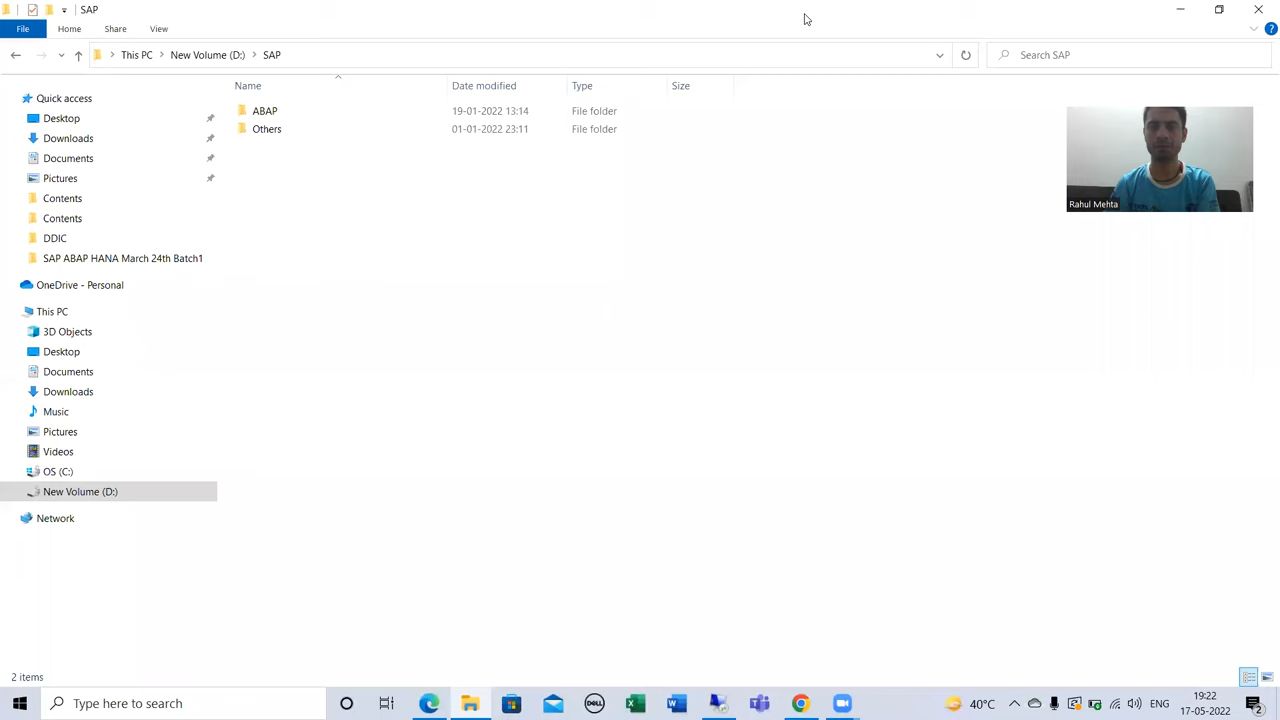 SAP
File Home Share View
This PC New Volume (D:) SAP
Search SAP
Name Date modified Type Size
ABAP 19-01-2022 13:14 File folder
Others 01-01-2022 23:11 File folder
Quick access
Desktop
Downloads
Documents
Pictures
Contents
Contents
DDIC
SAP ABAP HANA March 24th Batch1
OneDrive - Personal
This PC
3D Objects
Desktop
Documents
Downloads
Music
Pictures
Videos
OS (C:)
New Volume (D:)
Network
Rahul Mehta
2 items
Type here to search
DELL
40°C
ENG
19:22
17-05-2022
2